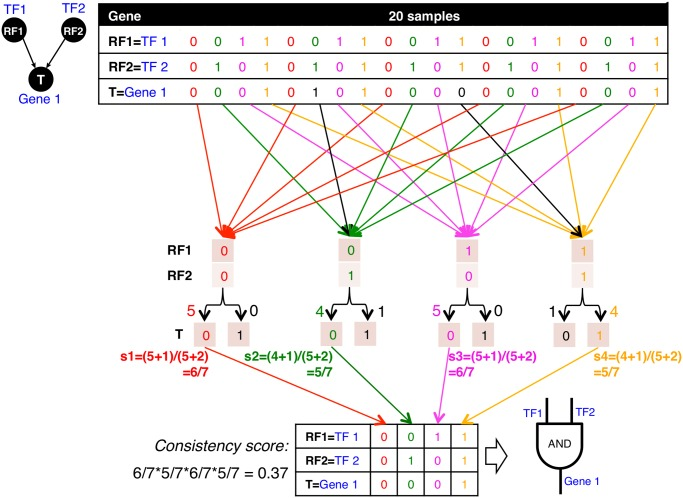 TF1 TF2
RF1 RF2
T
Gene 1
Gene 20 samples
RF1=TF 1 0 0 1 1 0 0 1 1 0 0 1 1 0 0 1 1 0 0 1 1
RF2=TF 2 0 1 0 1 0 1 0 1 0 1 0 1 0 1 0 1 0 1 0 1
T=Gene 1 0 0 0 1 0 1 0 1 0 0 0 0 0 0 0 1 0 0 0 1
RF1 0 0 1 1
RF2 0 1 0 1
5 0 4 1 5 0 1 4
T 0 1 0 1 0 1 0 1
s1=(5+1)/(5+2) s2=(4+1)/(5+2) s3=(5+1)/(5+2) s4=(4+1)/(5+2)
=6/7 =5/7 =6/7 =5/7
Consistency score:
6/7*5/7*6/7*5/7 = 0.37
RF1=TF 1 0 0 1 1
RF2=TF 2 0 1 0 1
T=Gene 1 0 0 0 1
TF1 TF2
AND
Gene 1